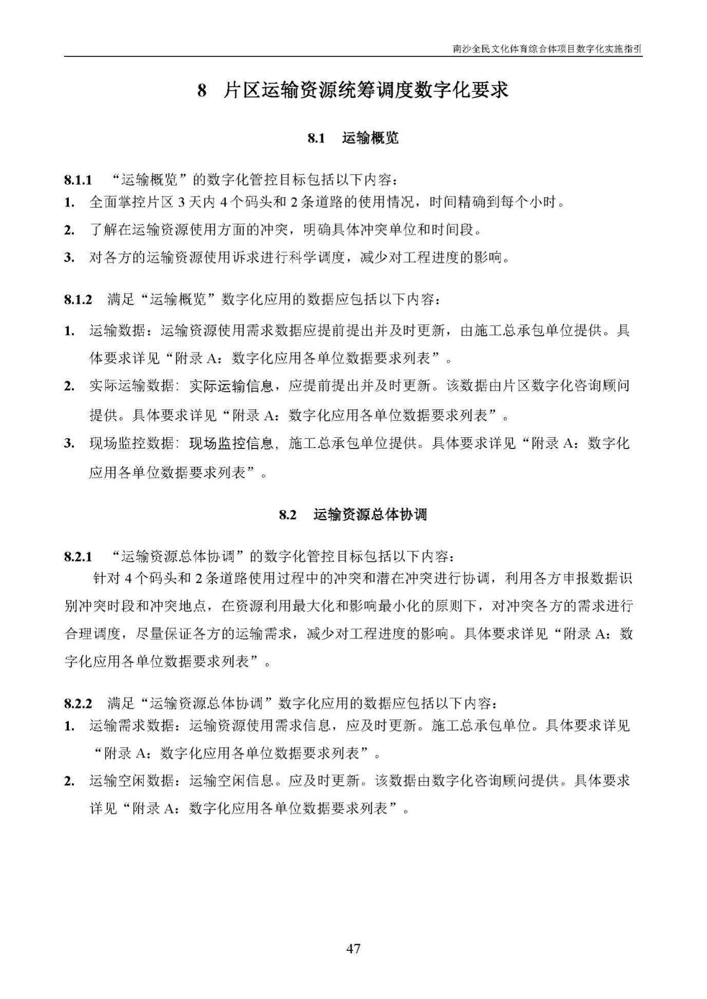 南沙全民文化体育综合体项目数字化实施指引
8 片区运输资源统筹调度数字化要求
8.1 运输概览
8.1.1 “运输概览”的数字化管控目标包括以下内容：
1. 全面掌控片区 3 天内 4 个码头和 2 条道路的使用情况，时间精确到每个小时。
2. 了解在运输资源使用方面的冲突，明确具体冲突单位和时间段。
3. 对各方的运输资源使用诉求进行科学调度，减少对工程进度的影响。
8.1.2 满足“运输概览”数字化应用的数据应包括以下内容：
1. 运输数据：运输资源使用需求数据应提前提出并及时更新，由施工总承包单位提供。具
体要求详见“附录 A：数字化应用各单位数据要求列表”。
2. 实际运输数据：实际运输信息，应提前提出并及时更新。该数据由片区数字化咨询顾问
提供。具体要求详见“附录 A：数字化应用各单位数据要求列表”。
3. 现场监控数据：现场监控信息，施工总承包单位提供。具体要求详见“附录 A：数字化
应用各单位数据要求列表”。
8.2 运输资源总体协调
8.2.1 “运输资源总体协调”的数字化管控目标包括以下内容：
针对 4 个码头和 2 条道路使用过程中的冲突和潜在冲突进行协调，利用各方申报数据识
别冲突时段和冲突地点，在资源利用最大化和影响最小化的原则下，对冲突各方的需求进行
合理调度，尽量保证各方的运输需求，减少对工程进度的影响。具体要求详见“附录 A：数
字化应用各单位数据要求列表”。
8.2.2 满足“运输资源总体协调”数字化应用的数据应包括以下内容：
1. 运输需求数据：运输资源使用需求信息，应及时更新。施工总承包单位。具体要求详见
“附录 A：数字化应用各单位数据要求列表”。
2. 运输空闲数据：运输空闲信息。应及时更新。该数据由数字化咨询顾问提供。具体要求
详见“附录 A：数字化应用各单位数据要求列表”。
47